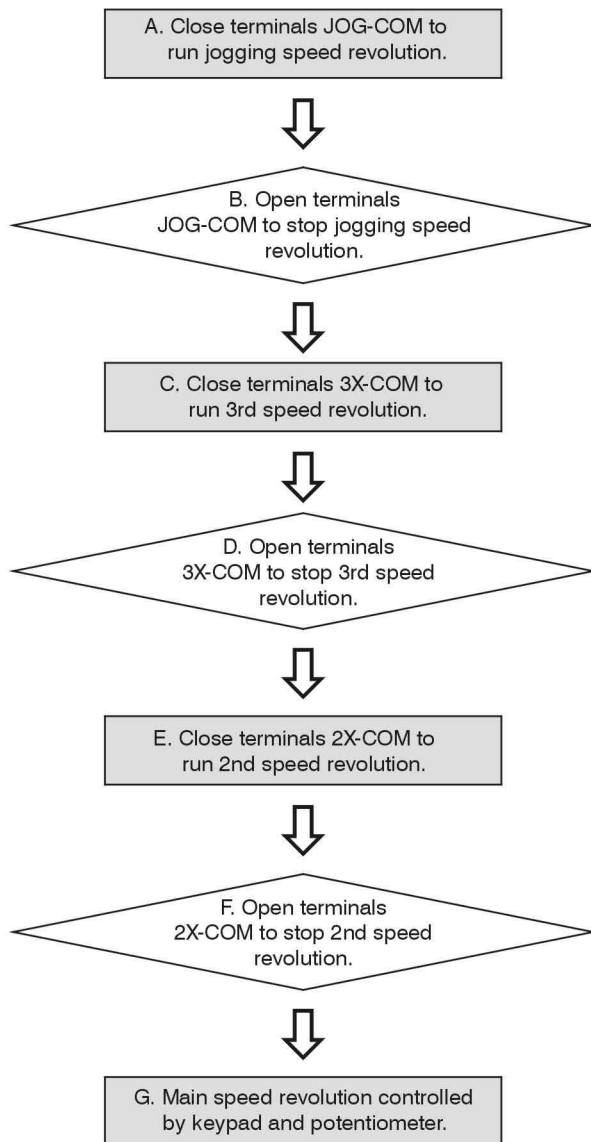 A. Close terminals JOG-COM to
run jogging speed revolution.
B. Open terminals
JOG-COM to stop jogging speed
revolution.
C. Close terminals 3X-COM to
run 3rd speed revolution.
D. Open terminals
3X-COM to stop 3rd speed
revolution.
E. Close terminals 2X-COM to
run 2nd speed revolution.
F. Open terminals
2X-COM to stop 2nd speed
revolution.
G. Main speed revolution controlled
by keypad and potentiometer.